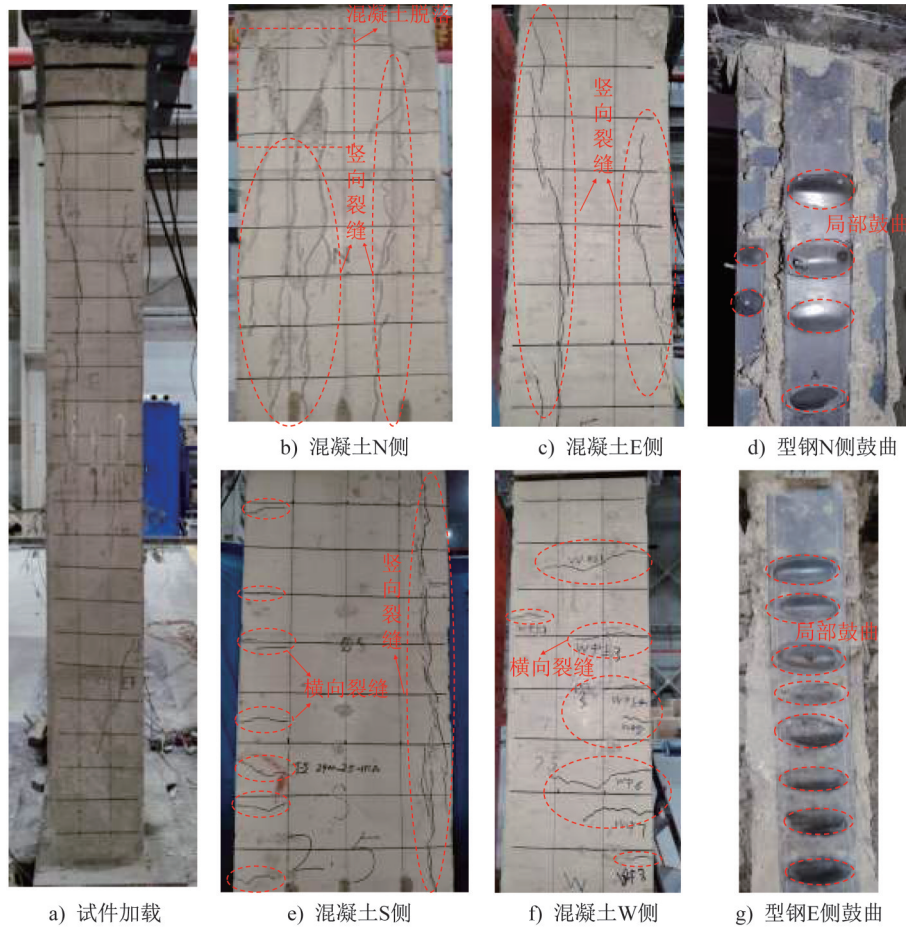 混凝土脱落
竖
向
裂
缝
N
b) 混凝土N侧
竖
向
裂
缝
c) 混凝土E侧
局部鼓曲
A
d) 型钢N侧鼓曲
a) 试件加载
竖
向
裂
缝
横向裂缝
2.5
e) 混凝土S侧
横向裂缝
W
f) 混凝土W侧
局部鼓曲
g) 型钢E侧鼓曲